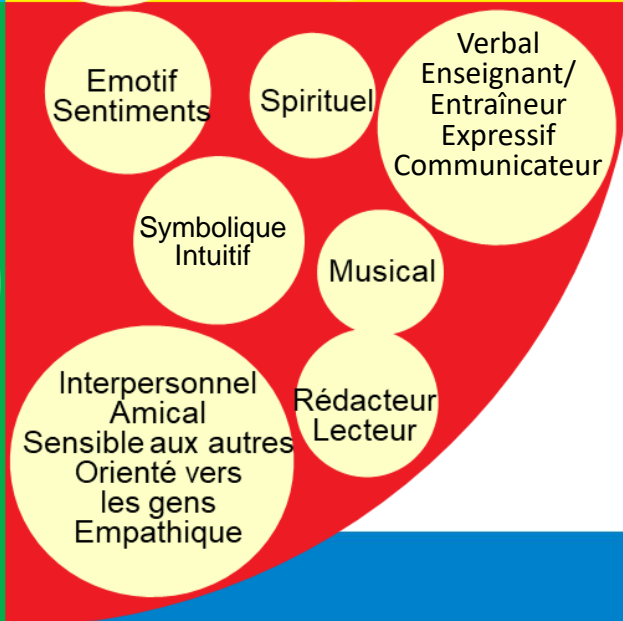 Emotif
Sentiments
Spirituel
Verbal
Enseignant/
Entraîneur
Expressif
Communicateur
Symbolique
Intuitif
Musical
Interpersonnel
Amical
Sensible aux autres
Orienté vers
les gens
Empathique
Rédacteur
Lecteur